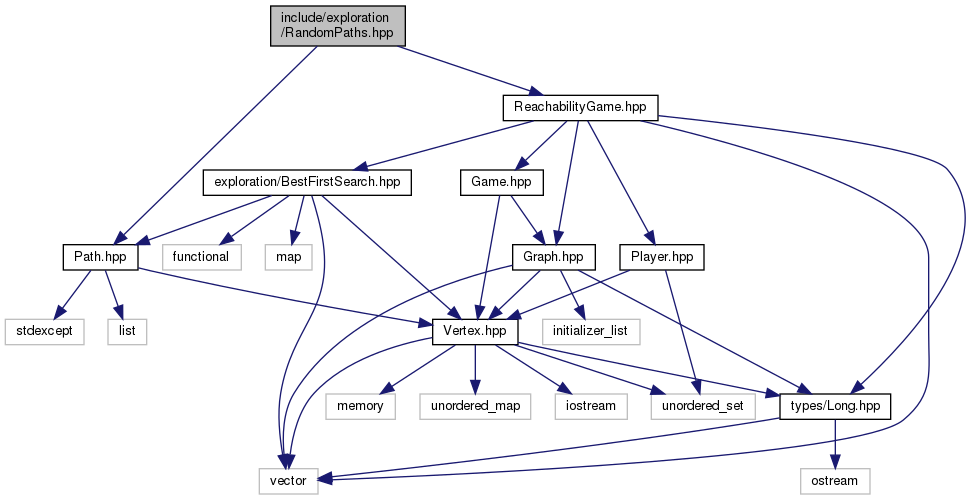 include/exploration
/RandomPaths.hpp
ReachabilityGame.hpp
exploration/BestFirstSearch.hpp
Game.hpp
Path.hpp
functional
map
Graph.hpp
Player.hpp
stdexcept
list
Vertex.hpp
initializer_list
memory
unordered_map
iostream
unordered_set
types/Long.hpp
vector
ostream